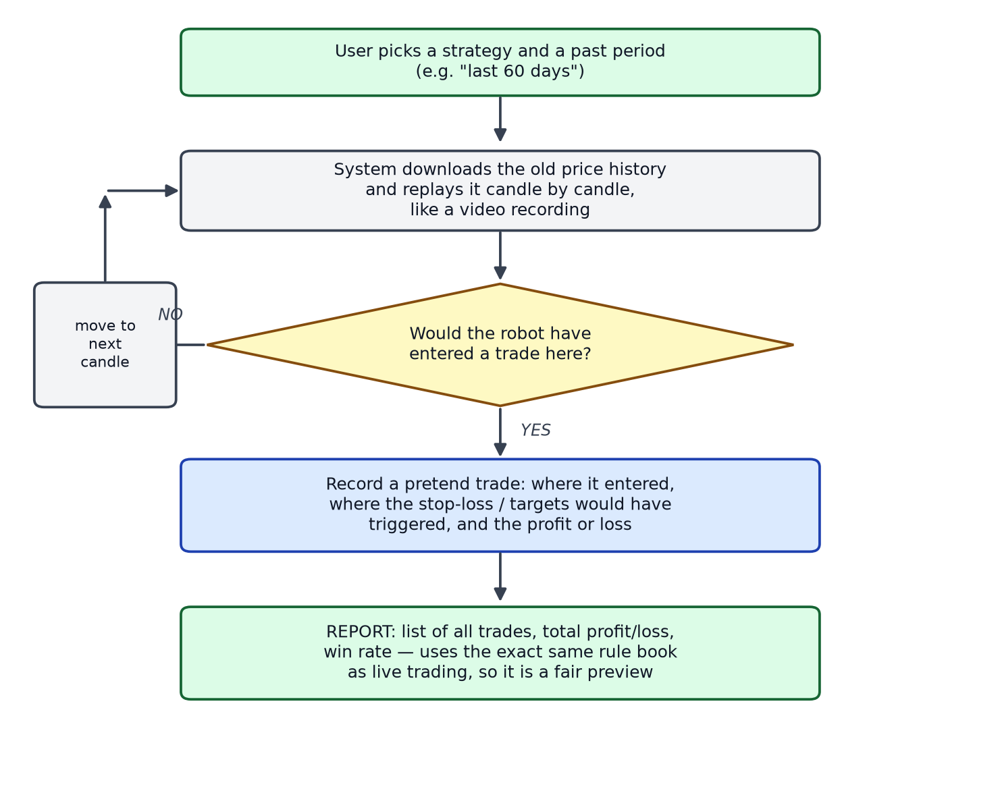 User picks a strategy and a past period
(e.g. "last 60 days")
System downloads the old price history
and replays it candle by candle,
like a video recording
NO
move to
next
candle
Would the robot have
entered a trade here?
YES
Record a pretend trade: where it entered,
where the stop-loss / targets would have
triggered, and the profit or loss
REPORT: list of all trades, total profit/loss,
win rate — uses the exact same rule book
as live trading, so it is a fair preview